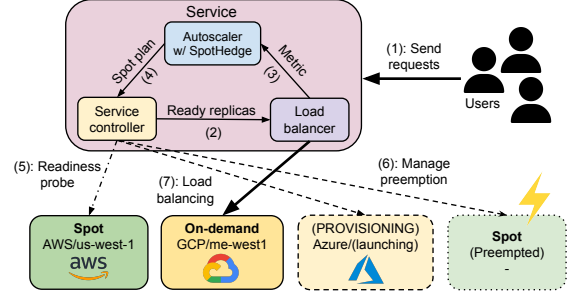 Service
Autoscaler
w/ SpotHedge
(1): Send
requests
Users
Spot plan
(4)
Metric
(3)
Service
controller
Ready replicas
(2)
Load
balancer
(5): Readiness
probe
(7): Load
balancing
(6): Manage
preemption
Spot
AWS/us-west-1
aws
On-demand
GCP/me-west1
(PROVISIONING)
Azure/(launching)
Spot
(Preempted)
-